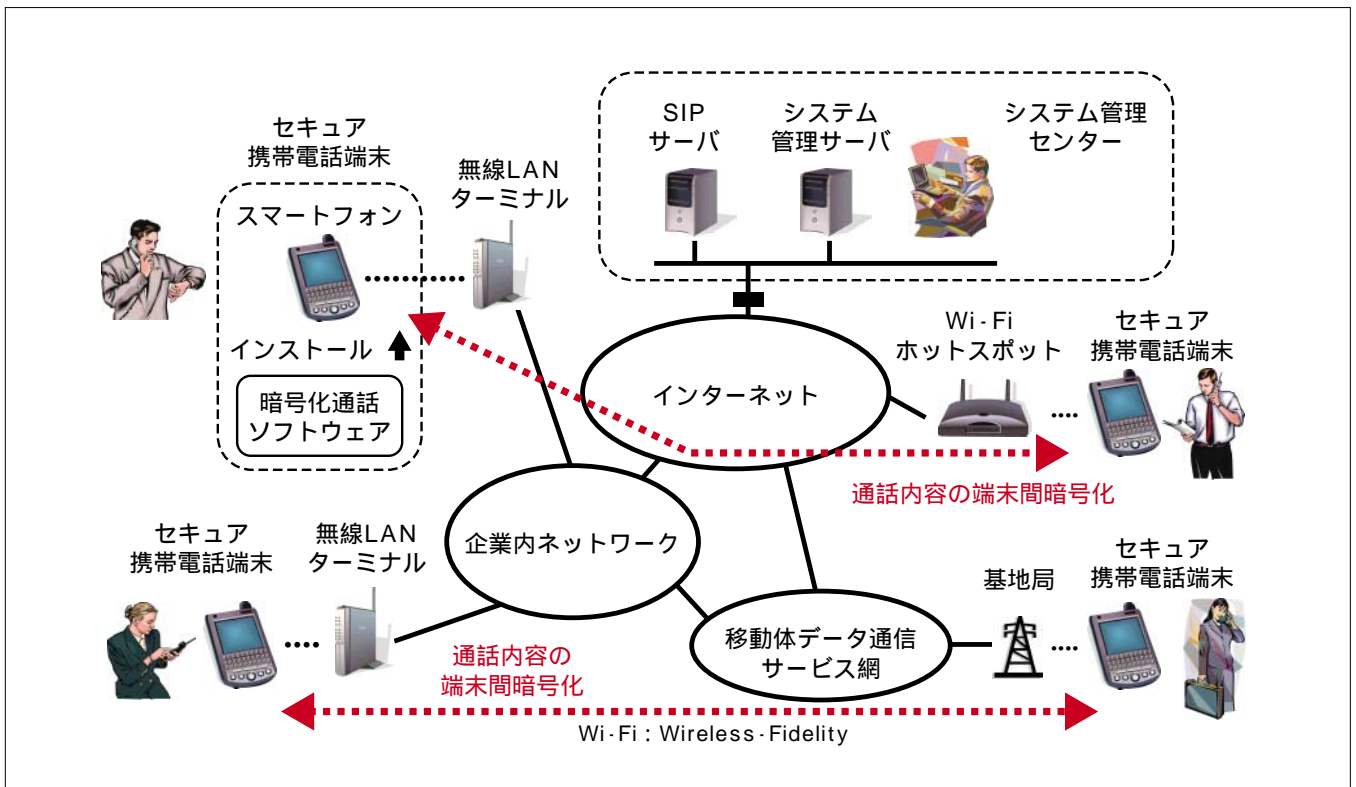 SIP
サーバ
システム
管理サーバ
システム管理
センター
セキュア
携帯電話端末
スマートフォン
無線LAN
ターミナル
インストール
暗号化通話
ソフトウェア
インターネット
Wi-Fi
ホットスポット
セキュア
携帯電話端末
通話内容の端末間暗号化
セキュア
携帯電話端末
無線LAN
ターミナル
企業内ネットワーク
基地局
セキュア
携帯電話端末
移動体データ通信
サービス網
通話内容の
端末間暗号化
Wi-Fi：Wireless-Fidelity